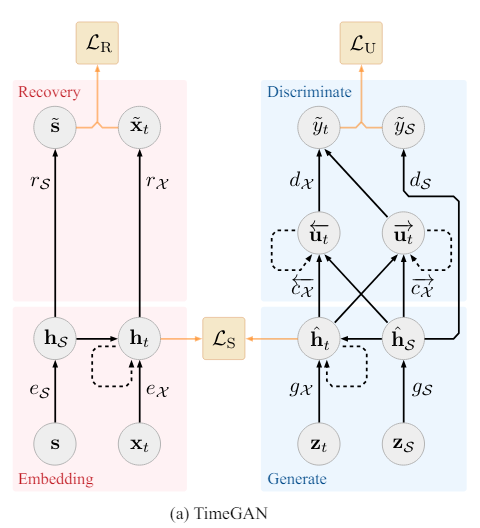 ℒ_R
ℒ_U
Recovery
Discriminate
s̃
x̃_t
ỹ_t
ỹ_𝒮
r_𝒮
r_𝒳
d_𝒳
d_𝒮
u⃖_t
u⃗_t
c⃖_𝒳
c⃗_𝒳
h_𝒮
h_t
ℒ_S
ĥ_t
ĥ_𝒮
e_𝒮
e_𝒳
g_𝒳
g_𝒮
s
x_t
z_t
z_𝒮
Embedding
Generate
(a) TimeGAN